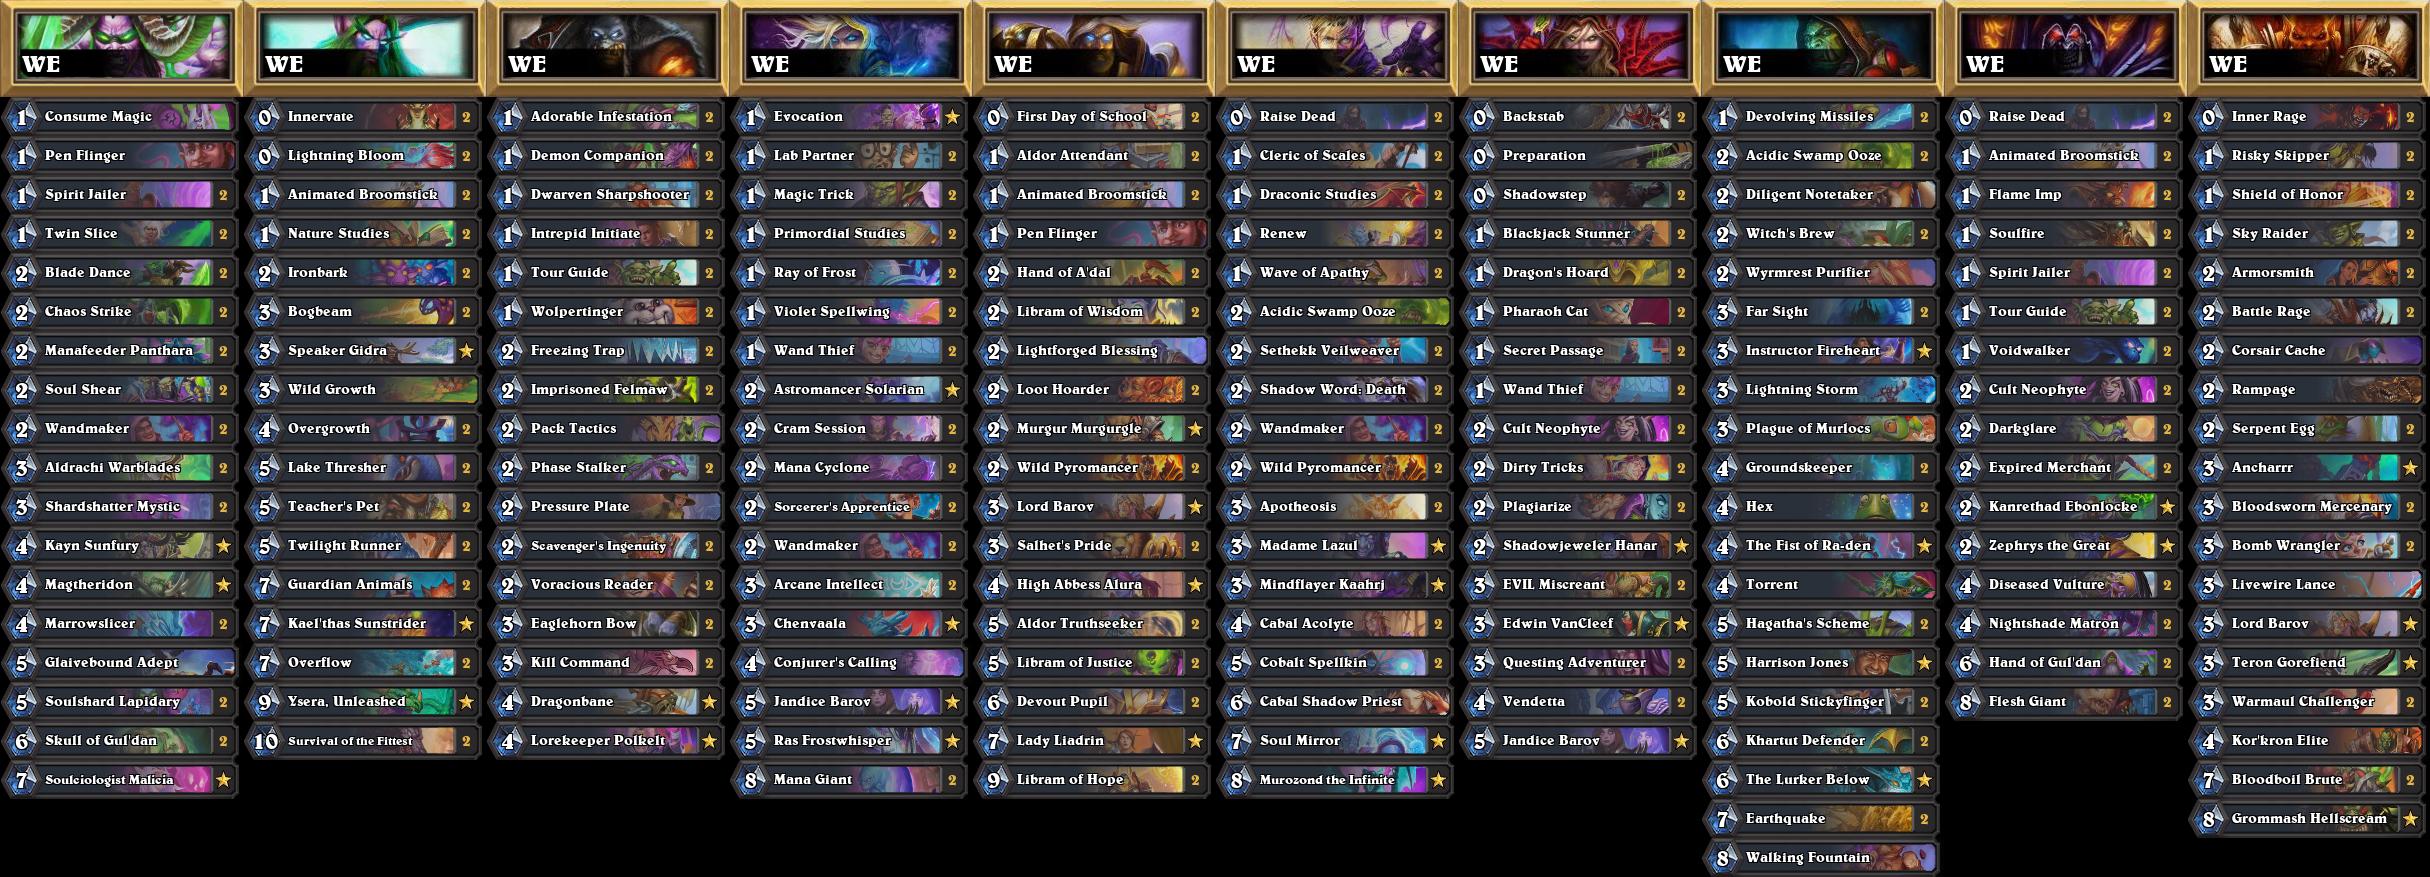 WE
1 Consume Magic
1 Pen Flinger
1 Spirit Jailer 2
1 Twin Slice 2
2 Blade Dance 2
2 Chaos Strike 2
2 Manafeeder Panthara 2
2 Soul Shear 2
2 Wandmaker 2
3 Aldrachi Warblades 2
3 Shardshatter Mystic 2
4 Kayn Sunfury
4 Magtheridon
4 Marrowslicer 2
5 Glaivebound Adept
5 Soulshard Lapidary 2
6 Skull of Gul'dan 2
7 Soulciologist Malicia
WE
0 Innervate 2
0 Lightning Bloom 2
1 Animated Broomstick 2
1 Nature Studies 2
2 Ironbark 2
3 Bogbeam 2
3 Speaker Gidra
3 Wild Growth
4 Overgrowth 2
5 Lake Thresher 2
5 Teacher's Pet 2
5 Twilight Runner 2
7 Guardian Animals 2
7 Kael'thas Sunstrider
7 Overflow 2
9 Ysera, Unleashed
10 Survival of the Fittest 2
WE
1 Adorable Infestation 2
1 Demon Companion 2
1 Dwarven Sharpshooter 2
1 Intrepid Initiate 2
1 Tour Guide 2
1 Wolpertinger 2
2 Freezing Trap 2
2 Imprisoned Felmaw 2
2 Pack Tactics
2 Phase Stalker 2
2 Pressure Plate
2 Scavenger's Ingenuity 2
2 Voracious Reader 2
3 Eaglehorn Bow 2
3 Kill Command 2
4 Dragonbane
4 Lorekeeper Polkelt
WE
1 Evocation
1 Lab Partner 2
1 Magic Trick 2
1 Primordial Studies 2
1 Ray of Frost 2
1 Violet Spellwing 2
1 Wand Thief 2
2 Astromancer Solarian
2 Cram Session 2
2 Mana Cyclone 2
2 Sorcerer's Apprentice 2
2 Wandmaker 2
3 Arcane Intellect 2
3 Chenvaala
4 Conjurer's Calling
5 Jandice Barov
5 Ras Frostwhisper
8 Mana Giant 2
WE
0 First Day of School 2
1 Aldor Attendant 2
1 Animated Broomstick 2
1 Pen Flinger
2 Hand of A'dal 2
2 Libram of Wisdom 2
2 Lightforged Blessing
2 Loot Hoarder 2
2 Murgur Murgurgle
2 Wild Pyromancer 2
3 Lord Barov
3 Salhet's Pride 2
4 High Abbess Alura
5 Aldor Truthseeker 2
5 Libram of Justice 2
6 Devout Pupil 2
7 Lady Liadrin
9 Libram of Hope 2
WE
0 Raise Dead 2
1 Cleric of Scales 2
1 Draconic Studies 2
1 Renew 2
1 Wave of Apathy 2
2 Acidic Swamp Ooze
2 Sethekk Veilweaver 2
2 Shadow Word: Death 2
2 Wandmaker 2
2 Wild Pyromancer 2
3 Apotheosis 2
3 Madame Lazul
3 Mindflayer Kaahrj
4 Cabal Acolyte 2
5 Cobalt Spellkin 2
6 Cabal Shadow Priest
7 Soul Mirror
8 Murozond the Infinite
WE
0 Backstab 2
0 Preparation
0 Shadowstep 2
1 Blackjack Stunner 2
1 Dragon's Hoard 2
1 Pharaoh Cat 2
1 Secret Passage 2
1 Wand Thief 2
2 Cult Neophyte 2
2 Dirty Tricks 2
2 Plagiarize 2
2 Shadowjeweler Hanar
3 EVIL Miscreant 2
3 Edwin VanCleef
3 Questing Adventurer 2
4 Vendetta 2
5 Jandice Barov
WE
1 Devolving Missiles 2
2 Acidic Swamp Ooze 2
2 Diligent Notetaker
2 Witch's Brew 2
2 Wyrmrest Purifier
3 Far Sight 2
3 Instructor Fireheart
3 Lightning Storm
3 Plague of Murlocs
4 Groundskeeper 2
4 Hex 2
4 The Fist of Ra-den
4 Torrent
5 Hagatha's Scheme 2
5 Harrison Jones
5 Kobold Stickyfinger 2
6 Khartut Defender 2
6 The Lurker Below
7 Earthquake 2
8 Walking Fountain
WE
0 Raise Dead 2
1 Animated Broomstick 2
1 Flame Imp 2
1 Soulfire 2
1 Spirit Jailer 2
1 Tour Guide 2
1 Voidwalker 2
2 Cult Neophyte 2
2 Darkglare 2
2 Expired Merchant 2
2 Kanrethad Ebonlocke
2 Zephrys the Great
4 Diseased Vulture 2
4 Nightshade Matron 2
6 Hand of Gul'dan 2
8 Flesh Giant 2
WE
0 Inner Rage 2
1 Risky Skipper 2
1 Shield of Honor 2
1 Sky Raider 2
2 Armorsmith 2
2 Battle Rage 2
2 Corsair Cache
2 Rampage
2 Serpent Egg 2
3 Ancharrr
3 Bloodsworn Mercenary 2
3 Bomb Wrangler 2
3 Livewire Lance
3 Lord Barov
3 Teron Gorefiend
3 Warmaul Challenger 2
4 Kor'kron Elite
7 Bloodboil Brute 2
8 Grommash Hellscream